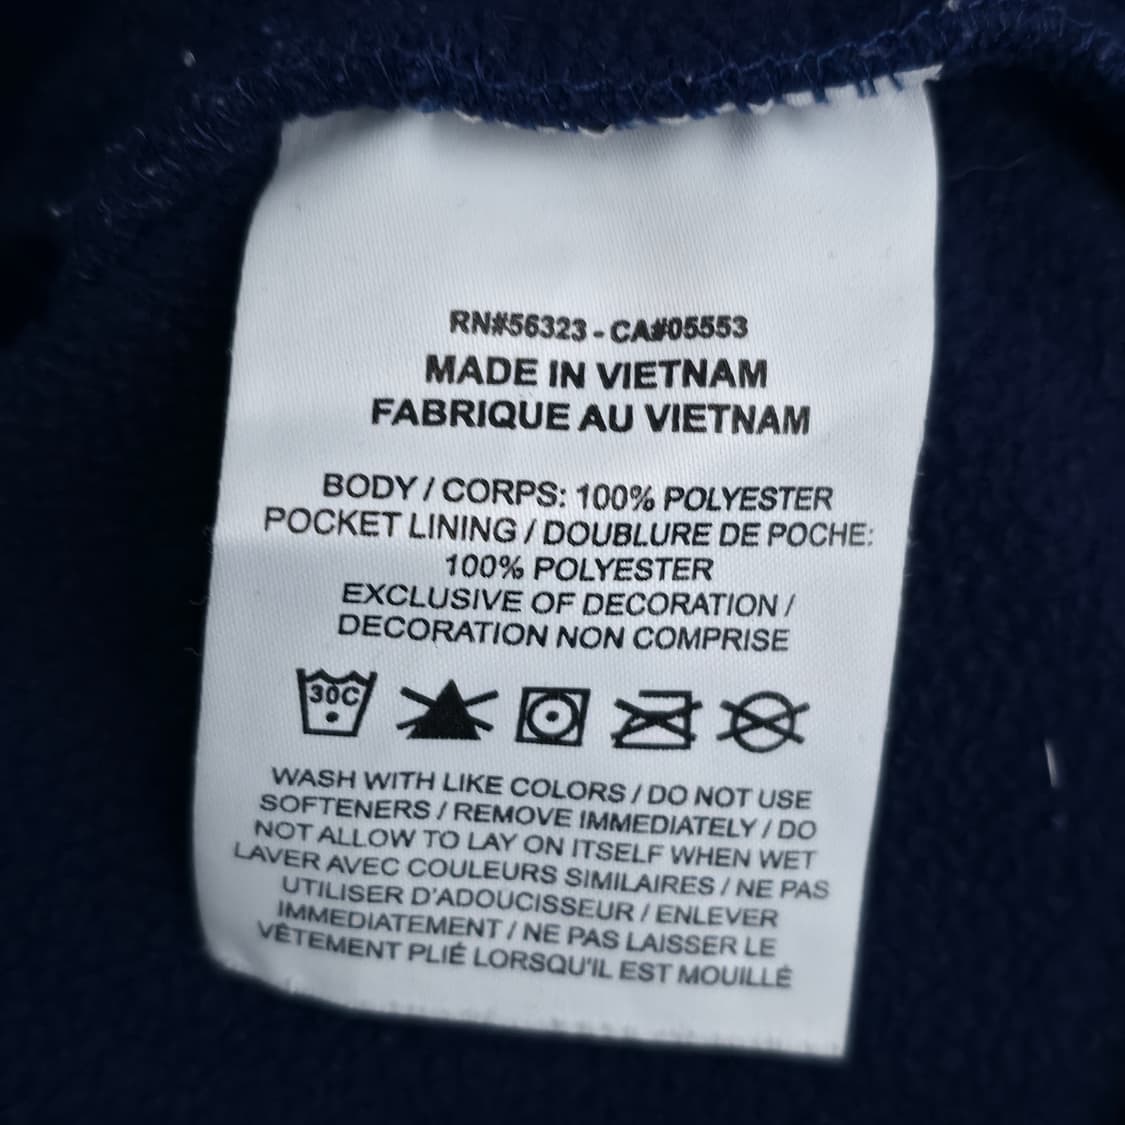 RN#56323 - CA#05553
MADE IN VIETNAM
FABRIQUE AU VIETNAM
BODY / CORPS: 100% POLYESTER
POCKET LINING / DOUBLURE DE POCHE:
100% POLYESTER
EXCLUSIVE OF DECORATION /
DECORATION NON COMPRISE
30C
WASH WITH LIKE COLORS / DO NOT USE
SOFTENERS / REMOVE IMMEDIATELY / DO
NOT ALLOW TO LAY ON ITSELF WHEN WET
LAVER AVEC COULEURS SIMILAIRES / NE PAS
UTILISER D'ADOUCISSEUR / ENLEVER
IMMEDIATEMENT / NE PAS LAISSER LE
VÊTEMENT PLIÉ LORSQU'IL EST MOUILLÉ